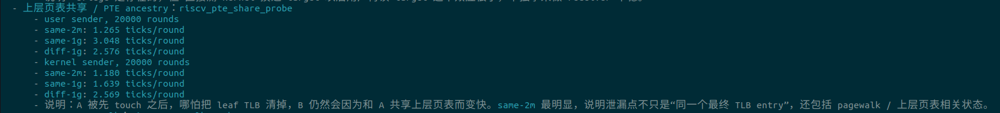 - 上层页表共享 / PTE ancestry：riscv_pte_share_probe
- user sender, 20000 rounds
- same-2m: 1.265 ticks/round
- same-1g: 3.048 ticks/round
- diff-1g: 2.576 ticks/round
- kernel sender, 20000 rounds
- same-2m: 1.180 ticks/round
- same-1g: 1.639 ticks/round
- diff-1g: 2.569 ticks/round
- 说明：A 被先 touch 之后，哪怕把 leaf TLB 清掉，B 仍然会因为和 A 共享上层页表而变快。same-2m 最明显，说明泄漏点不只是“同一个最终 TLB entry”，还包括 pagewalk / 上层页表相关状态。